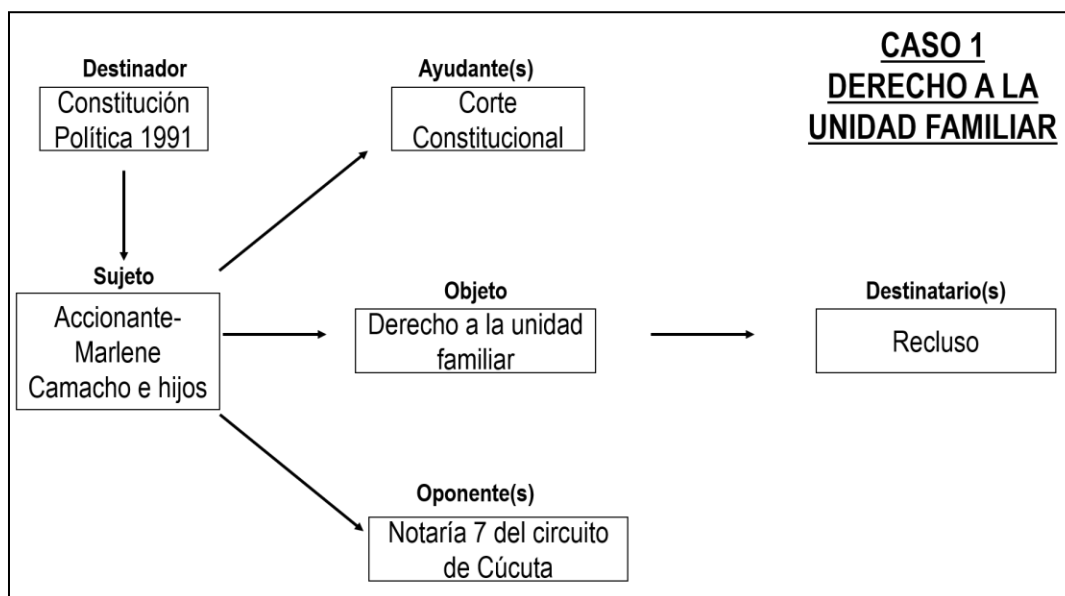 CASO 1
DERECHO A LA
UNIDAD FAMILIAR
Destinador
Constitución
Política 1991
Ayudante(s)
Corte
Constitucional
Sujeto
Accionante-
Marlene
Camacho e hijos
Objeto
Derecho a la unidad
familiar
Destinatario(s)
Recluso
Oponente(s)
Notaría 7 del circuito
de Cúcuta